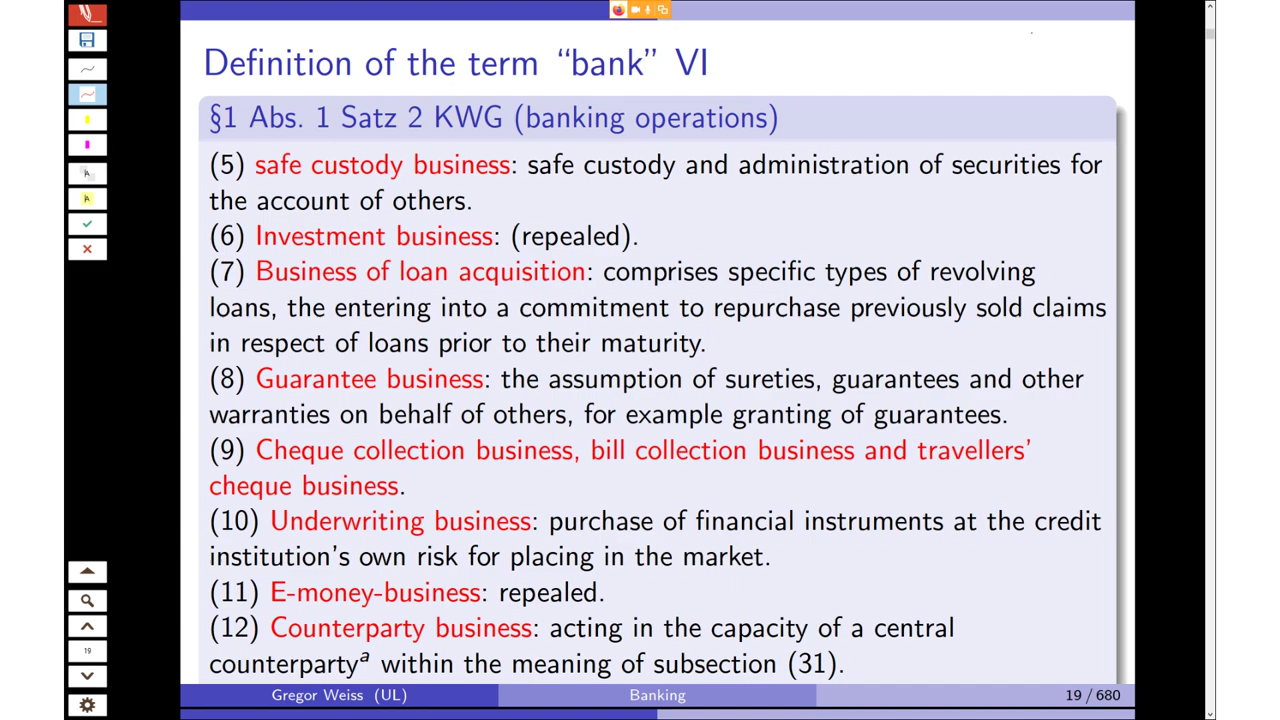 Definition of the term “bank” VI
§1 Abs. 1 Satz 2 KWG (banking operations)
(5) safe custody business: safe custody and administration of securities for
the account of others.
(6) Investment business: (repealed).
(7) Business of loan acquisition: comprises specific types of revolving
loans, the entering into a commitment to repurchase previously sold claims
in respect of loans prior to their maturity.
(8) Guarantee business: the assumption of sureties, guarantees and other
warranties on behalf of others, for example granting of guarantees.
(9) Cheque collection business, bill collection business and travellers’
cheque business.
(10) Underwriting business: purchase of financial instruments at the credit
institution’s own risk for placing in the market.
(11) E-money-business: repealed.
(12) Counterparty business: acting in the capacity of a central
counterpartyᵃ within the meaning of subsection (31).
19
Gregor Weiss (UL) Banking 19 / 680